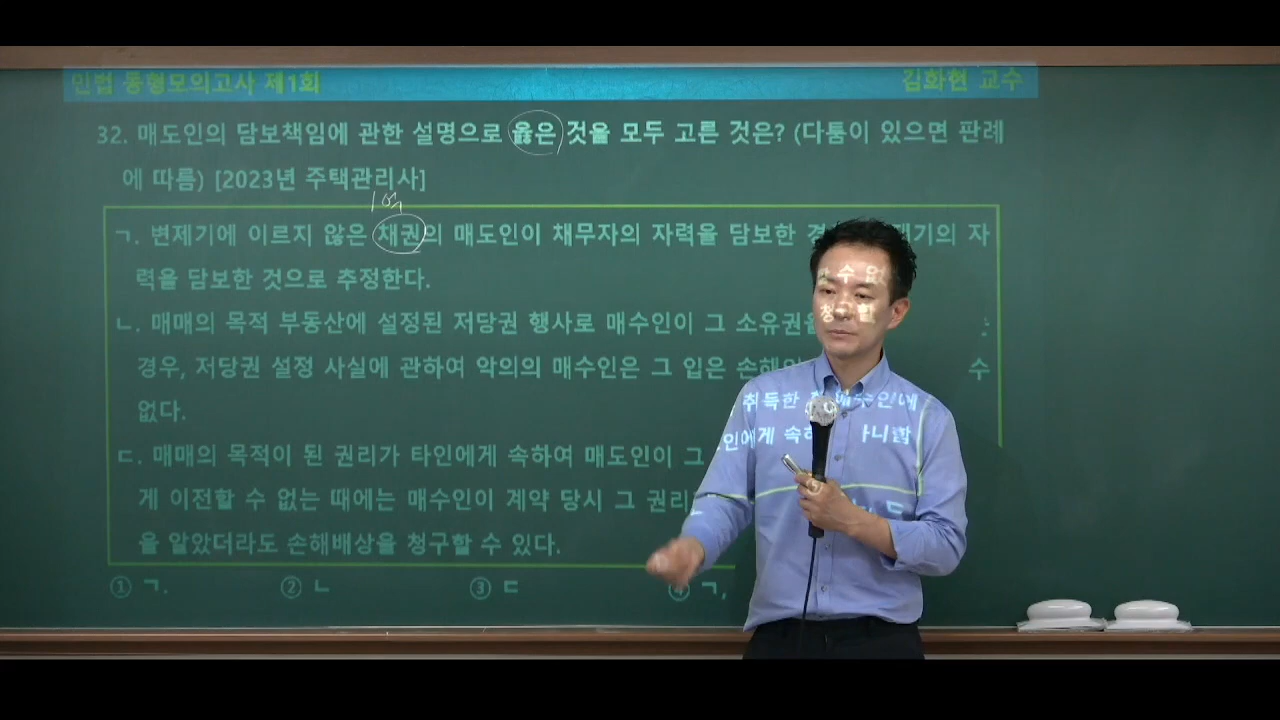 민법 동형모의고사 제1회 김화현 교수
32. 매도인의 담보책임에 관한 설명으로 옳은 것을 모두 고른 것은? (다툼이 있으면 판례
에 따름) [2023년 주택관리사]
1억
ㄱ. 변제기에 이르지 않은 채권의 매도인이 채무자의 자력을 담보한 자
력을 담보한 것으로 추정한다.
ㄴ. 매매의 목적 부동산에 설정된 저당권 행사로 매수인이 그 소유권을
경우, 저당권 설정 사실에 관하여 악의의 매수인은 그 입은 수
없다.
취득한 매수인에
ㄷ. 매매의 목적이 된 권리가 타인에게 속하여 매도인이 그
게 이전할 수 없는 때에는 매수인이 계약 당시 그 권리
을 알았더라도 손해배상을 청구할 수 있다.
① ㄱ. ② ㄴ ③ ㄷ ④ ㄱ,